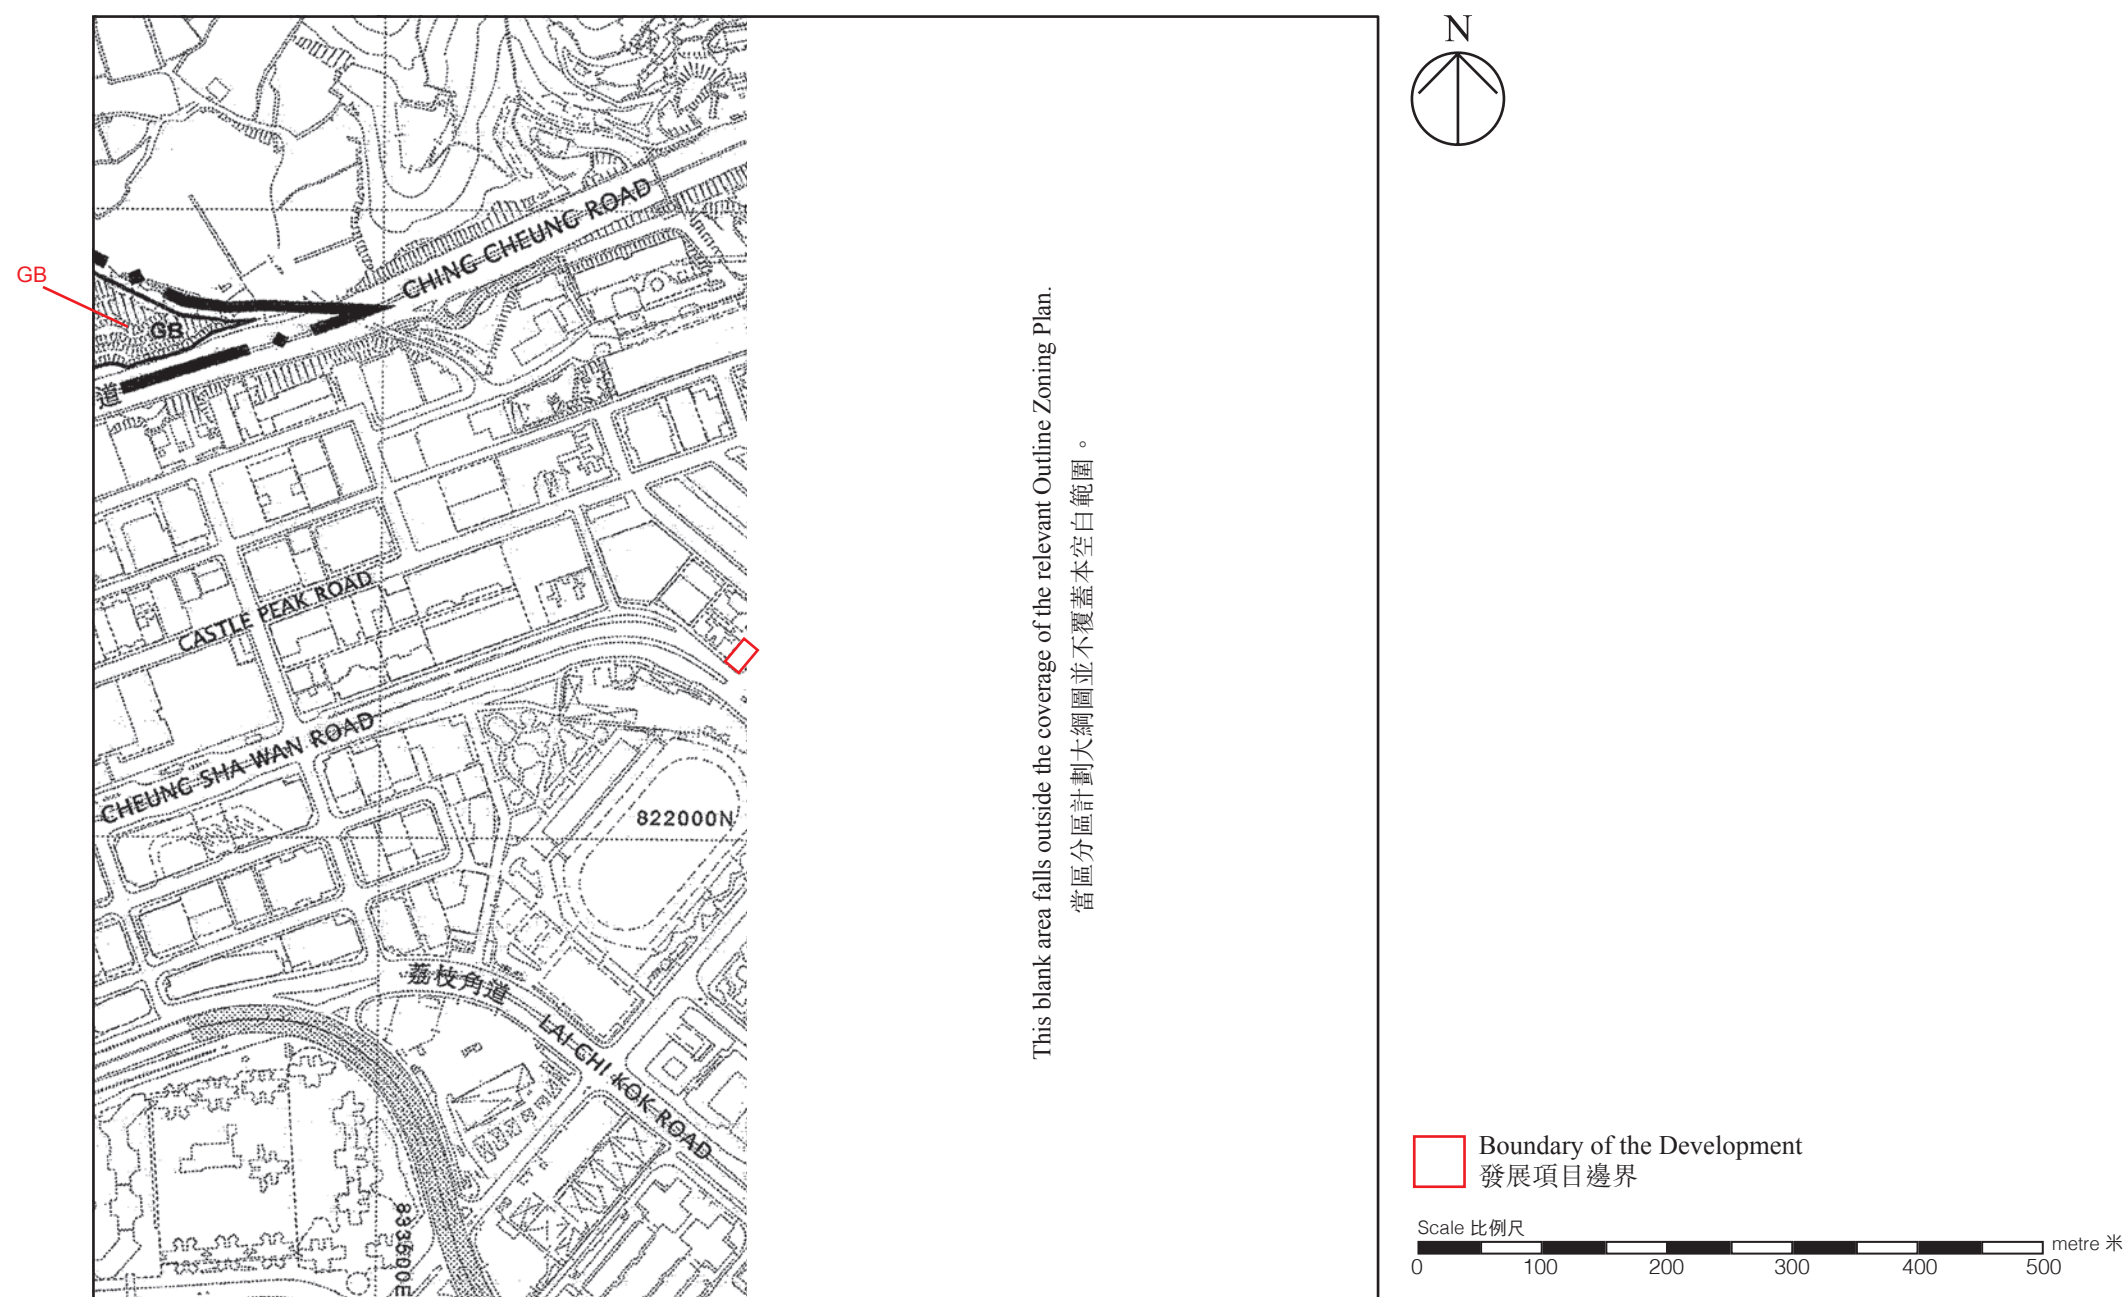 N
CHING CHEUNG ROAD
GB
GB
道
CASTLE PEAK ROAD
CHEUNG SHA WAN ROAD
822000N
荔枝角道
LAI CHI KOK ROAD
833500E
This blank area falls outside the coverage of the relevant Outline Zoning Plan.
當區分區計劃大綱圖並不覆蓋本空白範圍。
Boundary of the Development
發展項目邊界
Scale 比例尺
metre 米
0 100 200 300 400 500